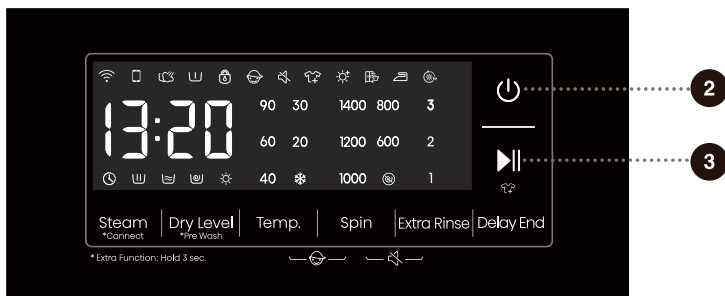 2
90 30 1400 800 3
13:20
60 20 1200 600 2
3
40 1000 1
Steam Dry Level Temp. Spin Extra Rinse Delay End
*Connect *Pre Wash
* Extra Function: Hold 3 sec.